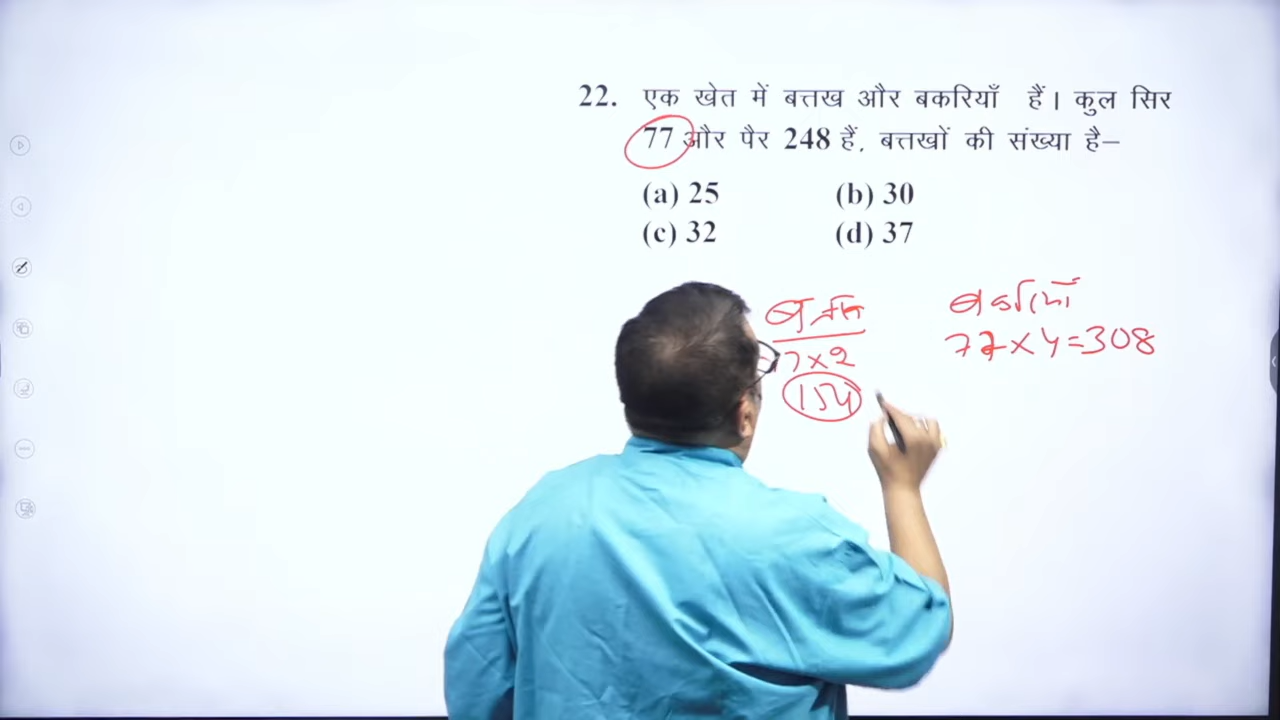 22. एक खेत में बत्तख और बकरियाँ हैं। कुल सिर
77 और पैर 248 हैं, बत्तखों की संख्या है–
(a) 25 (b) 30
(c) 32 (d) 37
बत्तख बकरियाँ
7×2 77×4=308
154